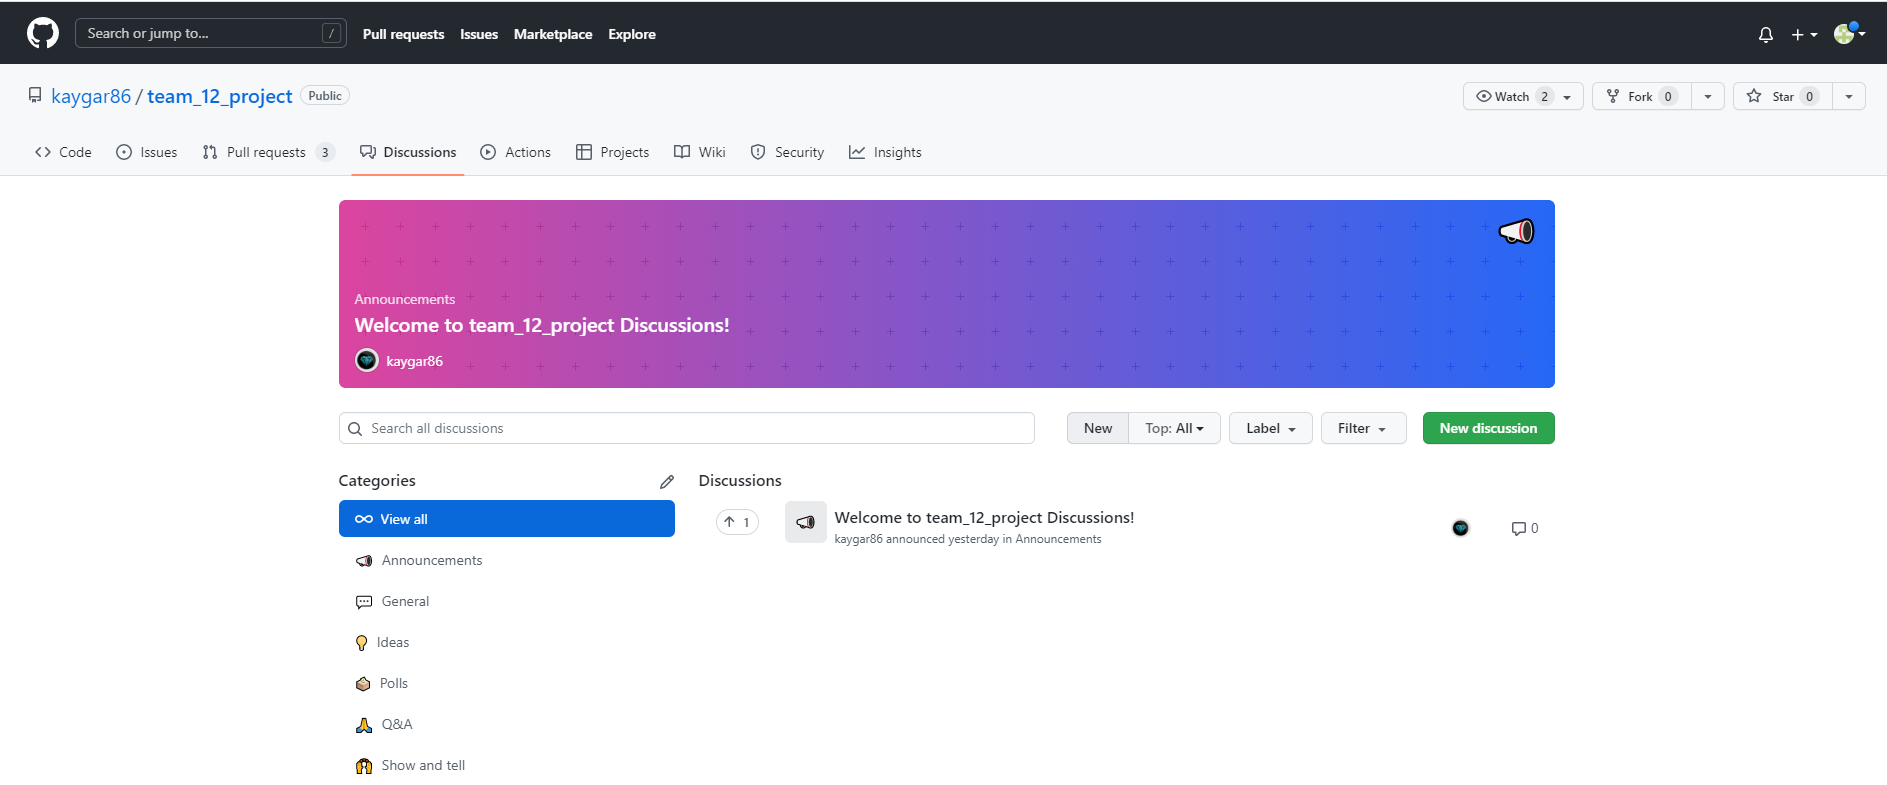 Search or jump to... /
Pull requests Issues Marketplace Explore
kaygar86 / team_12_project Public
Watch 2 Fork 0 Star 0
Code Issues Pull requests 3 Discussions Actions Projects Wiki Security Insights
Announcements
Welcome to team_12_project Discussions!
kaygar86
Search all discussions
New Top: All Label Filter New discussion
Categories
View all
Announcements
General
Ideas
Polls
Q&A
Show and tell
Discussions
1 Welcome to team_12_project Discussions! 0
kaygar86 announced yesterday in Announcements